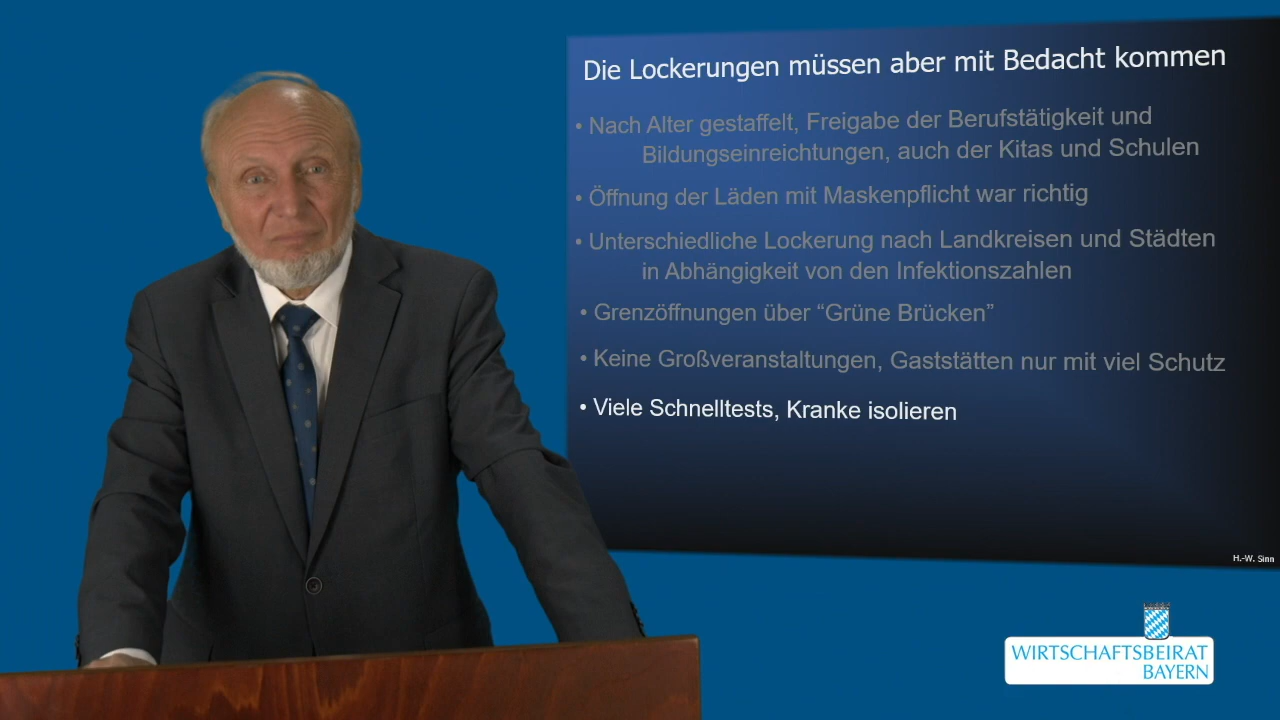 Die Lockerungen müssen aber mit Bedacht kommen
• Nach Alter gestaffelt, Freigabe der Berufstätigkeit und
Bildungseinreichtungen, auch der Kitas und Schulen
• Öffnung der Läden mit Maskenpflicht war richtig
• Unterschiedliche Lockerung nach Landkreisen und Städten
in Abhängigkeit von den Infektionszahlen
• Grenzöffnungen über “Grüne Brücken”
• Keine Großveranstaltungen, Gaststätten nur mit viel Schutz
• Viele Schnelltests, Kranke isolieren
H.-W. Sinn
WIRTSCHAFTSBEIRAT
BAYERN